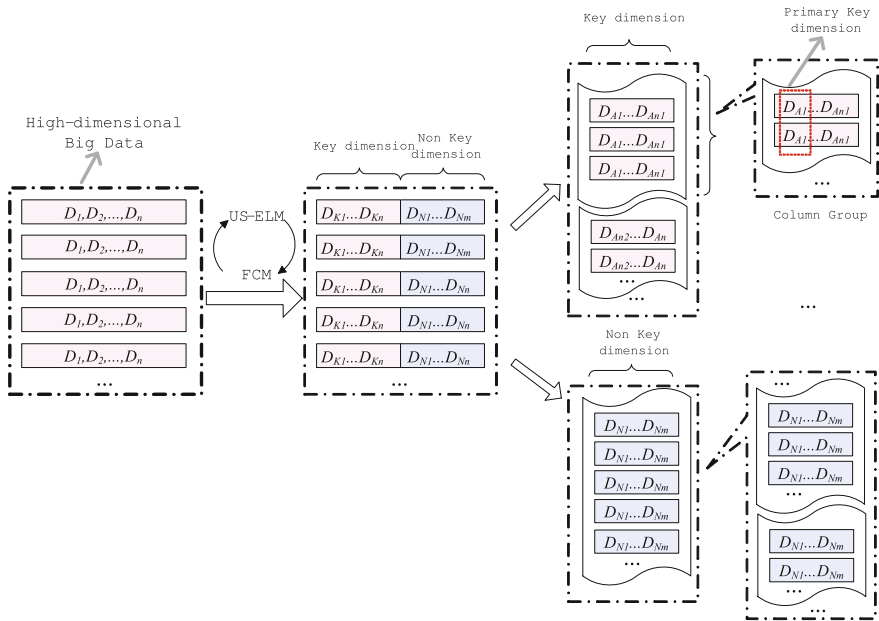 High-dimensional
Big Data
D1,D2,...,Dn
D1,D2,...,Dn
D1,D2,...,Dn
D1,D2,...,Dn
D1,D2,...,Dn
...
US-ELM
FCM
Key dimension
Non Key
dimension
DK1...DKn DN1...DNm
DK1...DKn DN1...DNm
DK1...DKn DN1...DNn
DK1...DKn DN1...DNn
DK1...DKn DN1...DNn
...
Key dimension
DA1...DAn1
DA1...DAn1
DA1...DAn1
DAn2...DAn
DAn2...DAn
...
...
Primary Key
dimension
DA1...DAn1
DA1...DAn1
...
Column Group
...
Non Key
dimension
DN1...DNm
DN1...DNm
DN1...DNm
DN1...DNm
DN1...DNm
...
...
DN1...DNm
DN1...DNm
DN1...DNm
...
DN1...DNm
DN1...DNm
...
...